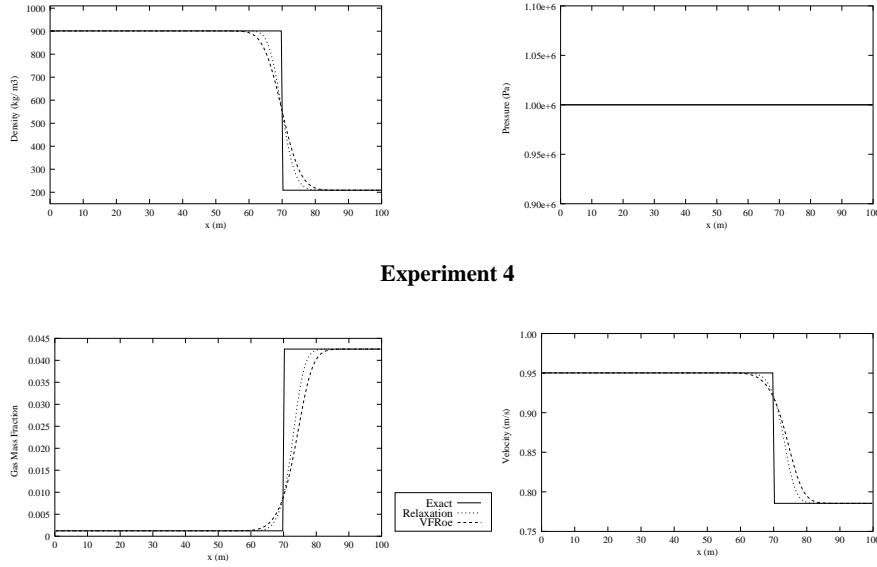 1000
900
800
700
600
500
400
300
200
Density (kg/ m3)
0 10 20 30 40 50 60 70 80 90 100
x (m)
1.10e+6
1.05e+6
1.00e+6
0.95e+6
0.90e+6
Pressure (Pa)
0 10 20 30 40 50 60 70 80 90 100
x (m)
Experiment 4
0.045
0.040
0.035
0.030
0.025
0.020
0.015
0.010
0.005
0
Gas Mass Fraction
0 10 20 30 40 50 60 70 80 90 100
x (m)
Exact
Relaxation
VFRoe
1.00
0.95
0.90
0.85
0.80
0.75
Velocity (m/s)
0 10 20 30 40 50 60 70 80 90 100
x (m)